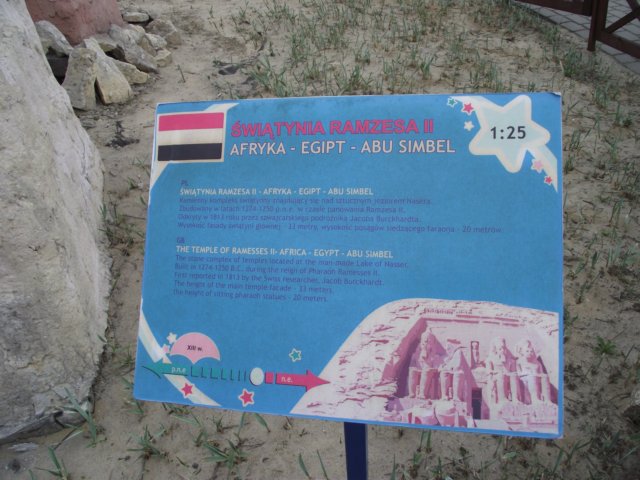 ŚWIĄTYNIA RAMZESA II
AFRYKA - EGIPT - ABU SIMBEL
1:25
PL
ŚWIĄTYNIA RAMZESA II - AFRYKA - EGIPT - ABU SIMBEL
Kamienny kompleks świątynny znajdujący się nad sztucznym jeziorem Nasera.
Zbudowany w latach 1274-1250 p.n.e. w czasie panowania Ramzesa II.
Odkryty w 1813 roku przez szwajcarskiego podróżnika Jacoba Burckhardta.
Wysokość fasady świątyni głównej - 33 metry, wysokość posągów siedzącego faraona - 20 metrów.
GB
THE TEMPLE OF RAMESSES II- AFRICA - EGIPT - ABU SIMBEL
The stone complex of temples located at the man-made Lake of Nasser.
Built in 1274-1250 B.C., during the reign of Pharaoh Ramesses II.
First reported in 1813 by the Swiss researcher, Jacob Burckhardt.
The height of the main temple facade - 33 meters,
the height of sitting pharaoh statues - 20 meters.
XIII w.
p.n.e
n.e.